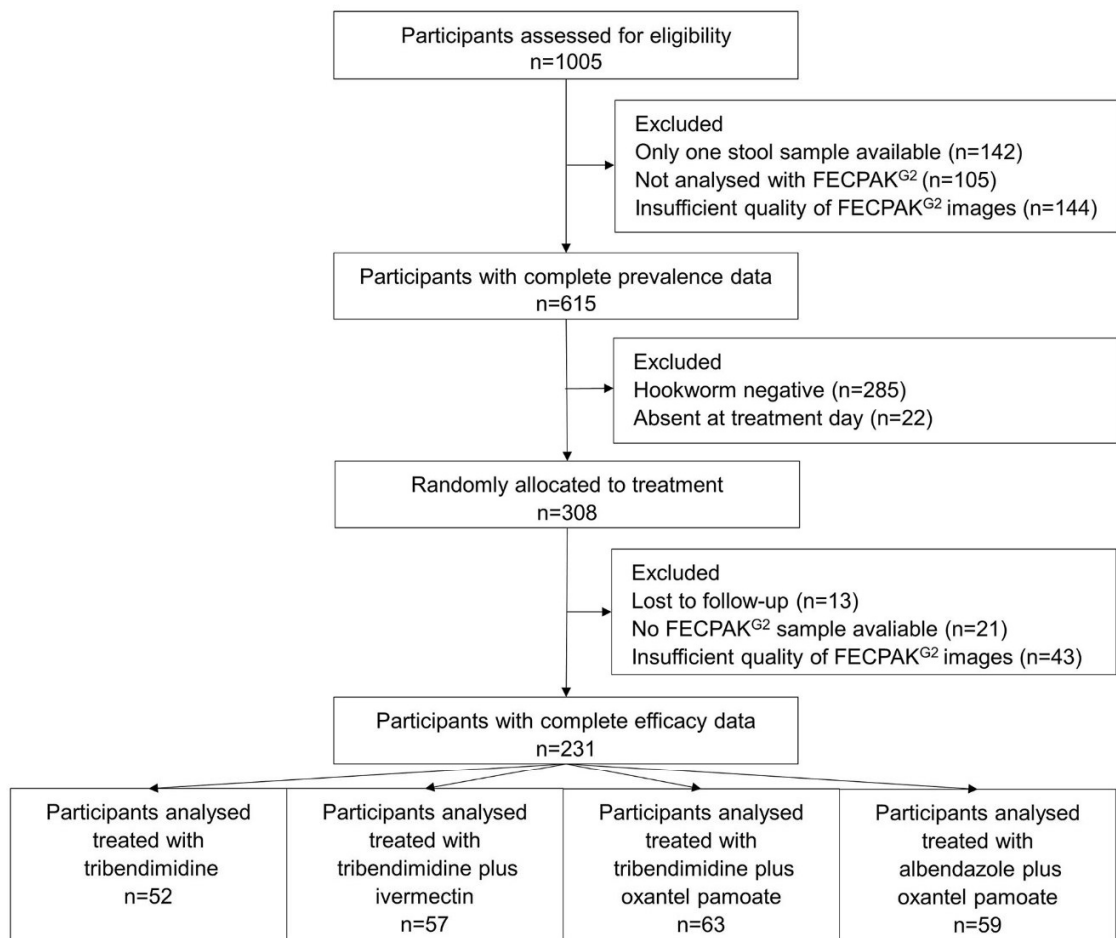 Participants assessed for eligibility
n=1005
Excluded
Only one stool sample available (n=142)
Not analysed with FECPAKᴳ² (n=105)
Insufficient quality of FECPAKᴳ² images (n=144)
Participants with complete prevalence data
n=615
Excluded
Hookworm negative (n=285)
Absent at treatment day (n=22)
Randomly allocated to treatment
n=308
Excluded
Lost to follow-up (n=13)
No FECPAKᴳ² sample avaliable (n=21)
Insufficient quality of FECPAKᴳ² images (n=43)
Participants with complete efficacy data
n=231
Participants analysed
treated with
tribendimidine
n=52
Participants analysed
treated with
tribendimidine plus
ivermectin
n=57
Participants analysed
treated with
tribendimidine plus
oxantel pamoate
n=63
Participants analysed
treated with
albendazole plus
oxantel pamoate
n=59